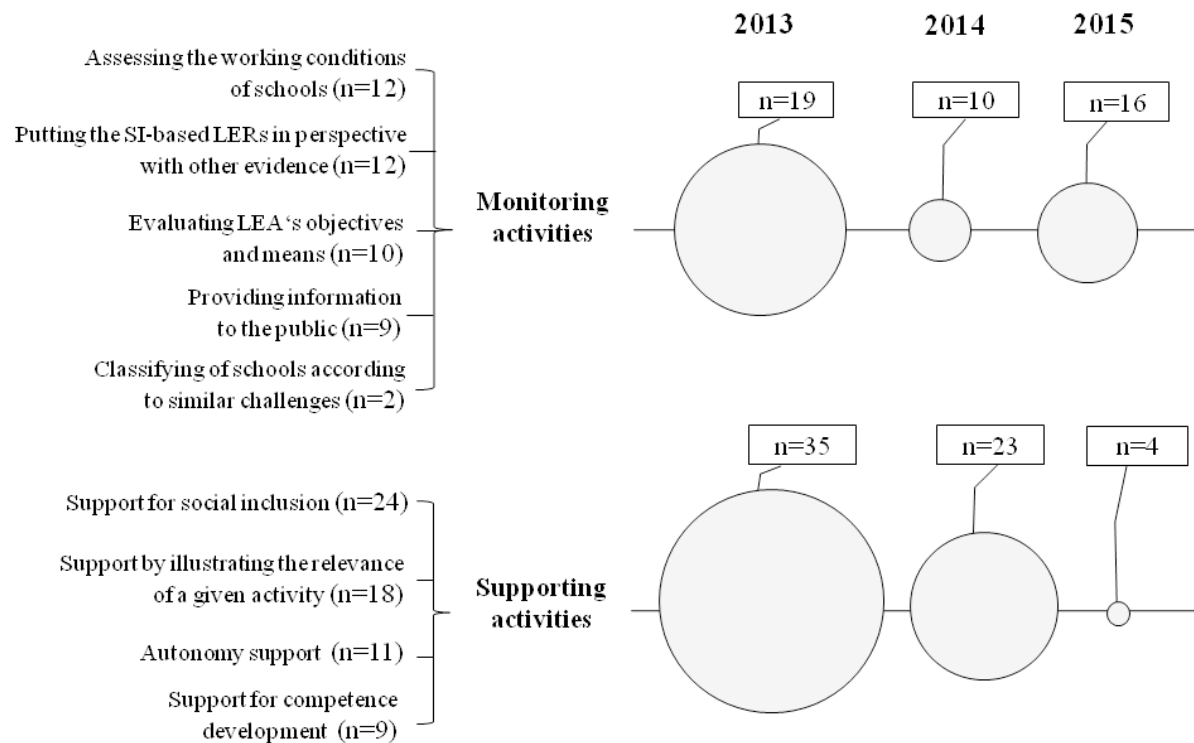 2013
2014
2015
Assessing the working conditions
of schools (n=12)
Putting the SI-based LERs in perspective
with other evidence (n=12)
Evaluating LEA‘s objectives
and means (n=10)
Providing information
to the public (n=9)
Classifying of schools according
to similar challenges (n=2)
Monitoring
activities
n=19
n=10
n=16
Support for social inclusion (n=24)
Support by illustrating the relevance
of a given activity (n=18)
Autonomy support (n=11)
Support for competence
development (n=9)
Supporting
activities
n=35
n=23
n=4